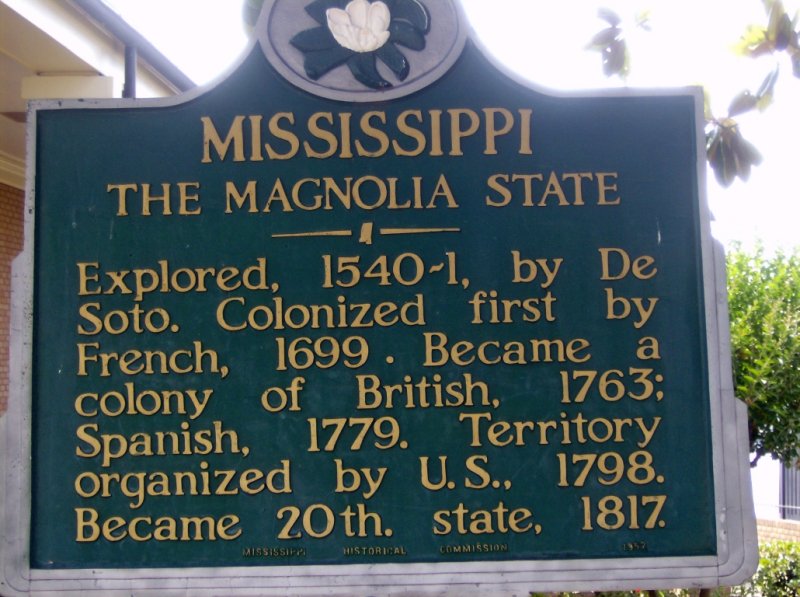 MISSISSIPPI
THE MAGNOLIA STATE
Explored, 1540~1, by De
Soto. Colonized first by
French, 1699. Became a
colony of British, 1763;
Spanish, 1779. Territory
organized by U.S., 1798.
Became 20th. state, 1817.
MISSISSIPPI HISTORICAL COMMISSION 1952